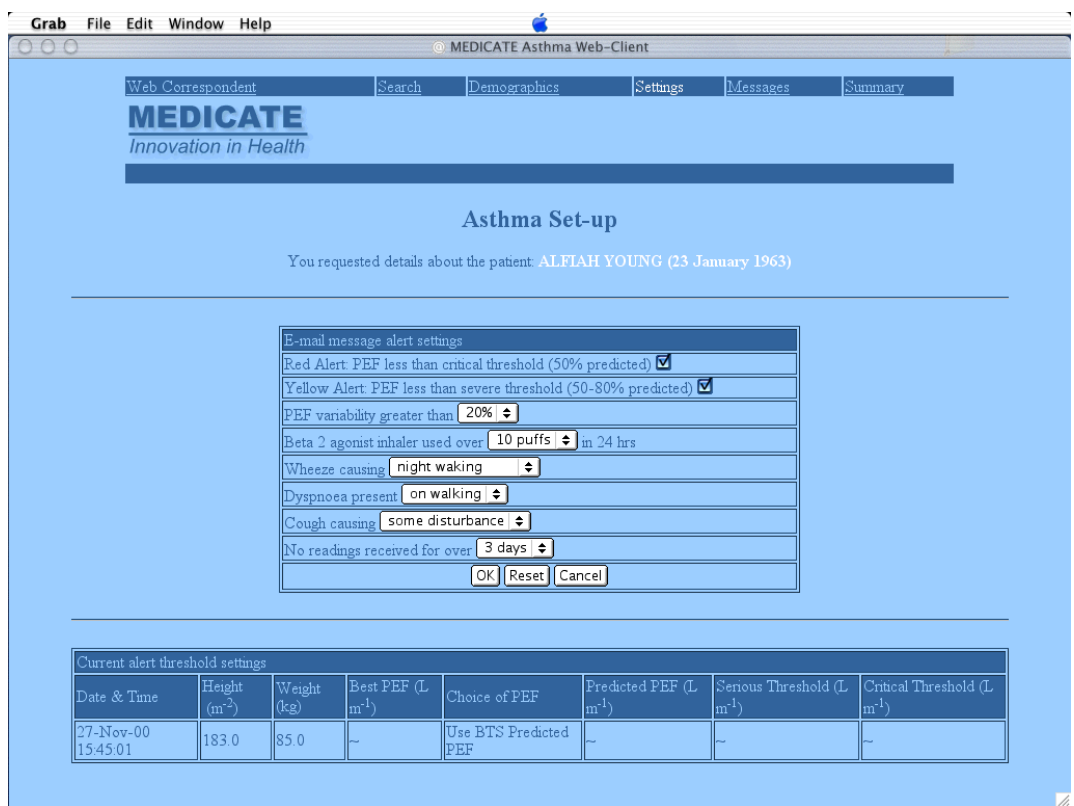 Grab File Edit Window Help
@ MEDICATE Asthma Web-Client
Web Correspondent Search Demographics Settings Messages Summary
MEDICATE
Innovation in Health
Asthma Set-up
You requested details about the patient: ALFIAH YOUNG (23 January 1963)
E-mail message alert settings
Red Alert: PEF less than critical threshold (50% predicted)
Yellow Alert: PEF less than severe threshold (50-80% predicted)
PEF variability greater than 20%
Beta 2 agonist inhaler used over 10 puffs in 24 hrs
Wheeze causing night waking
Dyspnoea present on walking
Cough causing some disturbance
No readings received for over 3 days
OK Reset Cancel
Current alert threshold settings
Date & Time Height (m⁻²) Weight (kg) Best PEF (L m⁻¹) Choice of PEF Predicted PEF (L m⁻¹) Serious Threshold (L m⁻¹) Critical Threshold (L m⁻¹)
27-Nov-00 15:45:01 183.0 85.0 ~ Use BTS Predicted PEF ~ ~ ~